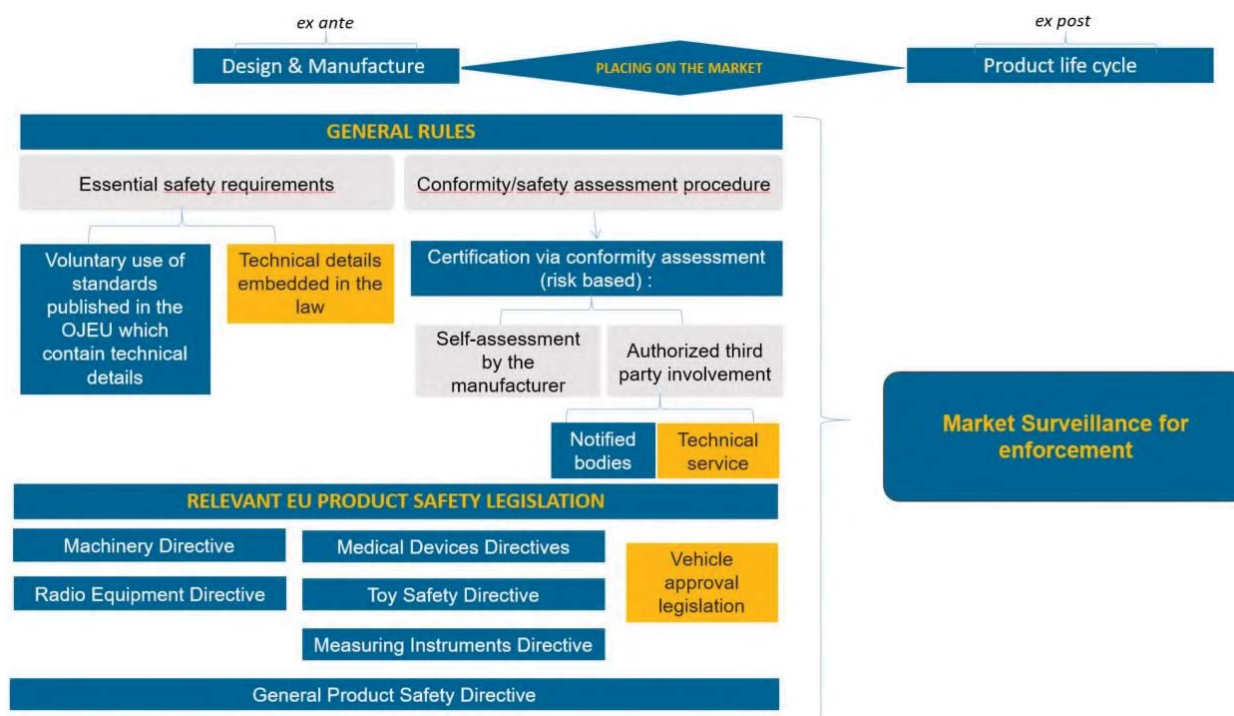 ex ante
ex post
Design & Manufacture
PLACING ON THE MARKET
Product life cycle
GENERAL RULES
Essential safety requirements
Conformity/safety assessment procedure
Voluntary use of
standards
published in the
OJEU which
contain technical
details
Technical details
embedded in the
law
Certification via conformity assessment
(risk based) :
Self-assessment
by the
manufacturer
Authorized third
party involvement
Notified
bodies
Technical
service
Market Surveillance for
enforcement
RELEVANT EU PRODUCT SAFETY LEGISLATION
Machinery Directive
Medical Devices Directives
Vehicle
approval
legislation
Radio Equipment Directive
Toy Safety Directive
Measuring Instruments Directive
General Product Safety Directive